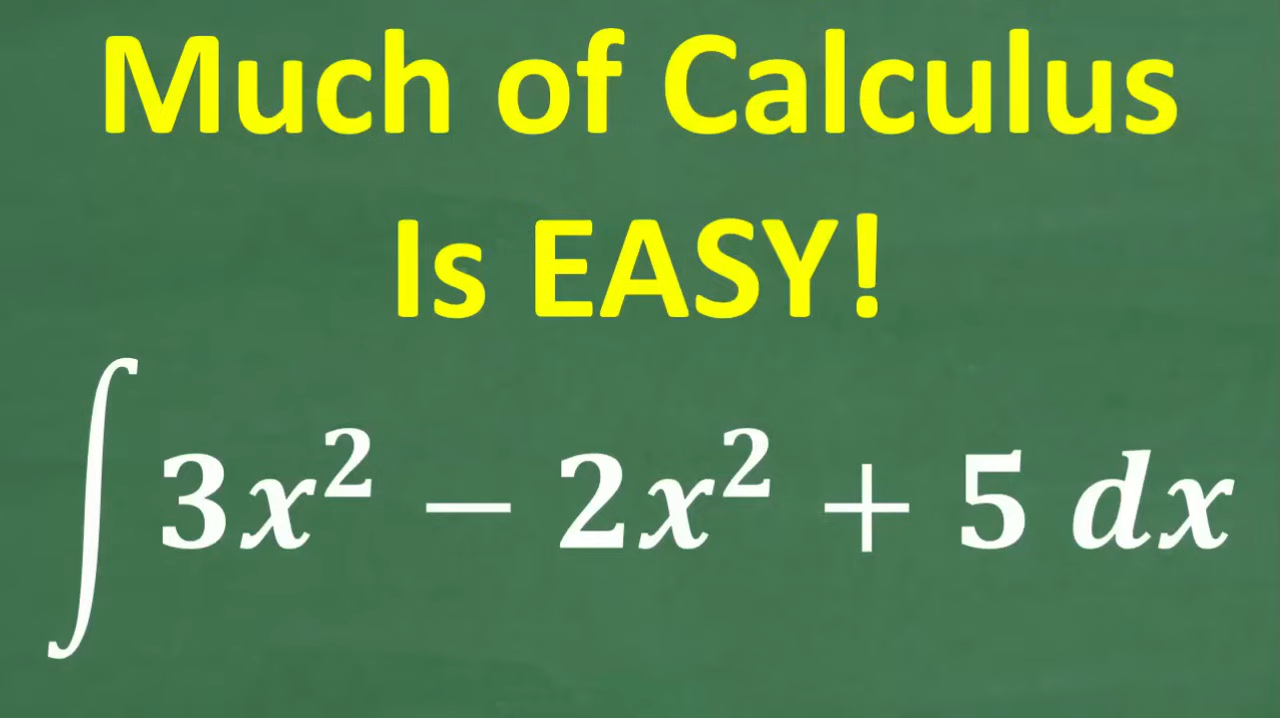 Much of Calculus
Is EASY!
∫ 3x² − 2x² + 5 dx